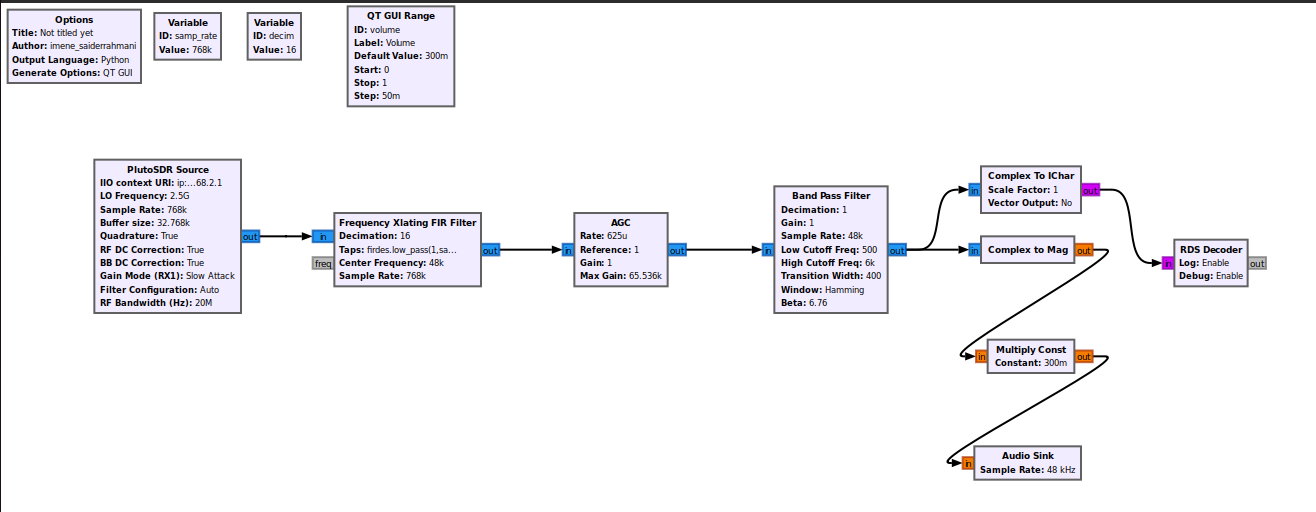 Options
Title: Not titled yet
Author: imene_saiderrahmani
Output Language: Python
Generate Options: QT GUI
Variable
ID: samp_rate
Value: 768k
Variable
ID: decim
Value: 16
QT GUI Range
ID: volume
Label: Volume
Default Value: 300m
Start: 0
Stop: 1
Step: 50m
PlutoSDR Source
IIO context URI: ip:...68.2.1
LO Frequency: 2.5G
Sample Rate: 768k
Buffer size: 32.768k
Quadrature: True
RF DC Correction: True
BB DC Correction: True
Gain Mode (RX1): Slow Attack
Filter Configuration: Auto
RF Bandwidth (Hz): 20M
out
in
freq
Frequency Xlating FIR Filter
Decimation: 16
Taps: firdes.low_pass(1,sa...
Center Frequency: 48k
Sample Rate: 768k
out
in
AGC
Rate: 625u
Reference: 1
Gain: 1
Max Gain: 65.536k
out
in
Band Pass Filter
Decimation: 1
Gain: 1
Sample Rate: 48k
Low Cutoff Freq: 500
High Cutoff Freq: 6k
Transition Width: 400
Window: Hamming
Beta: 6.76
out
in
Complex To IChar
Scale Factor: 1
Vector Output: No
out
in
Complex to Mag
out
in
RDS Decoder
Log: Enable
Debug: Enable
out
in
Multiply Const
Constant: 300m
out
in
Audio Sink
Sample Rate: 48 kHz